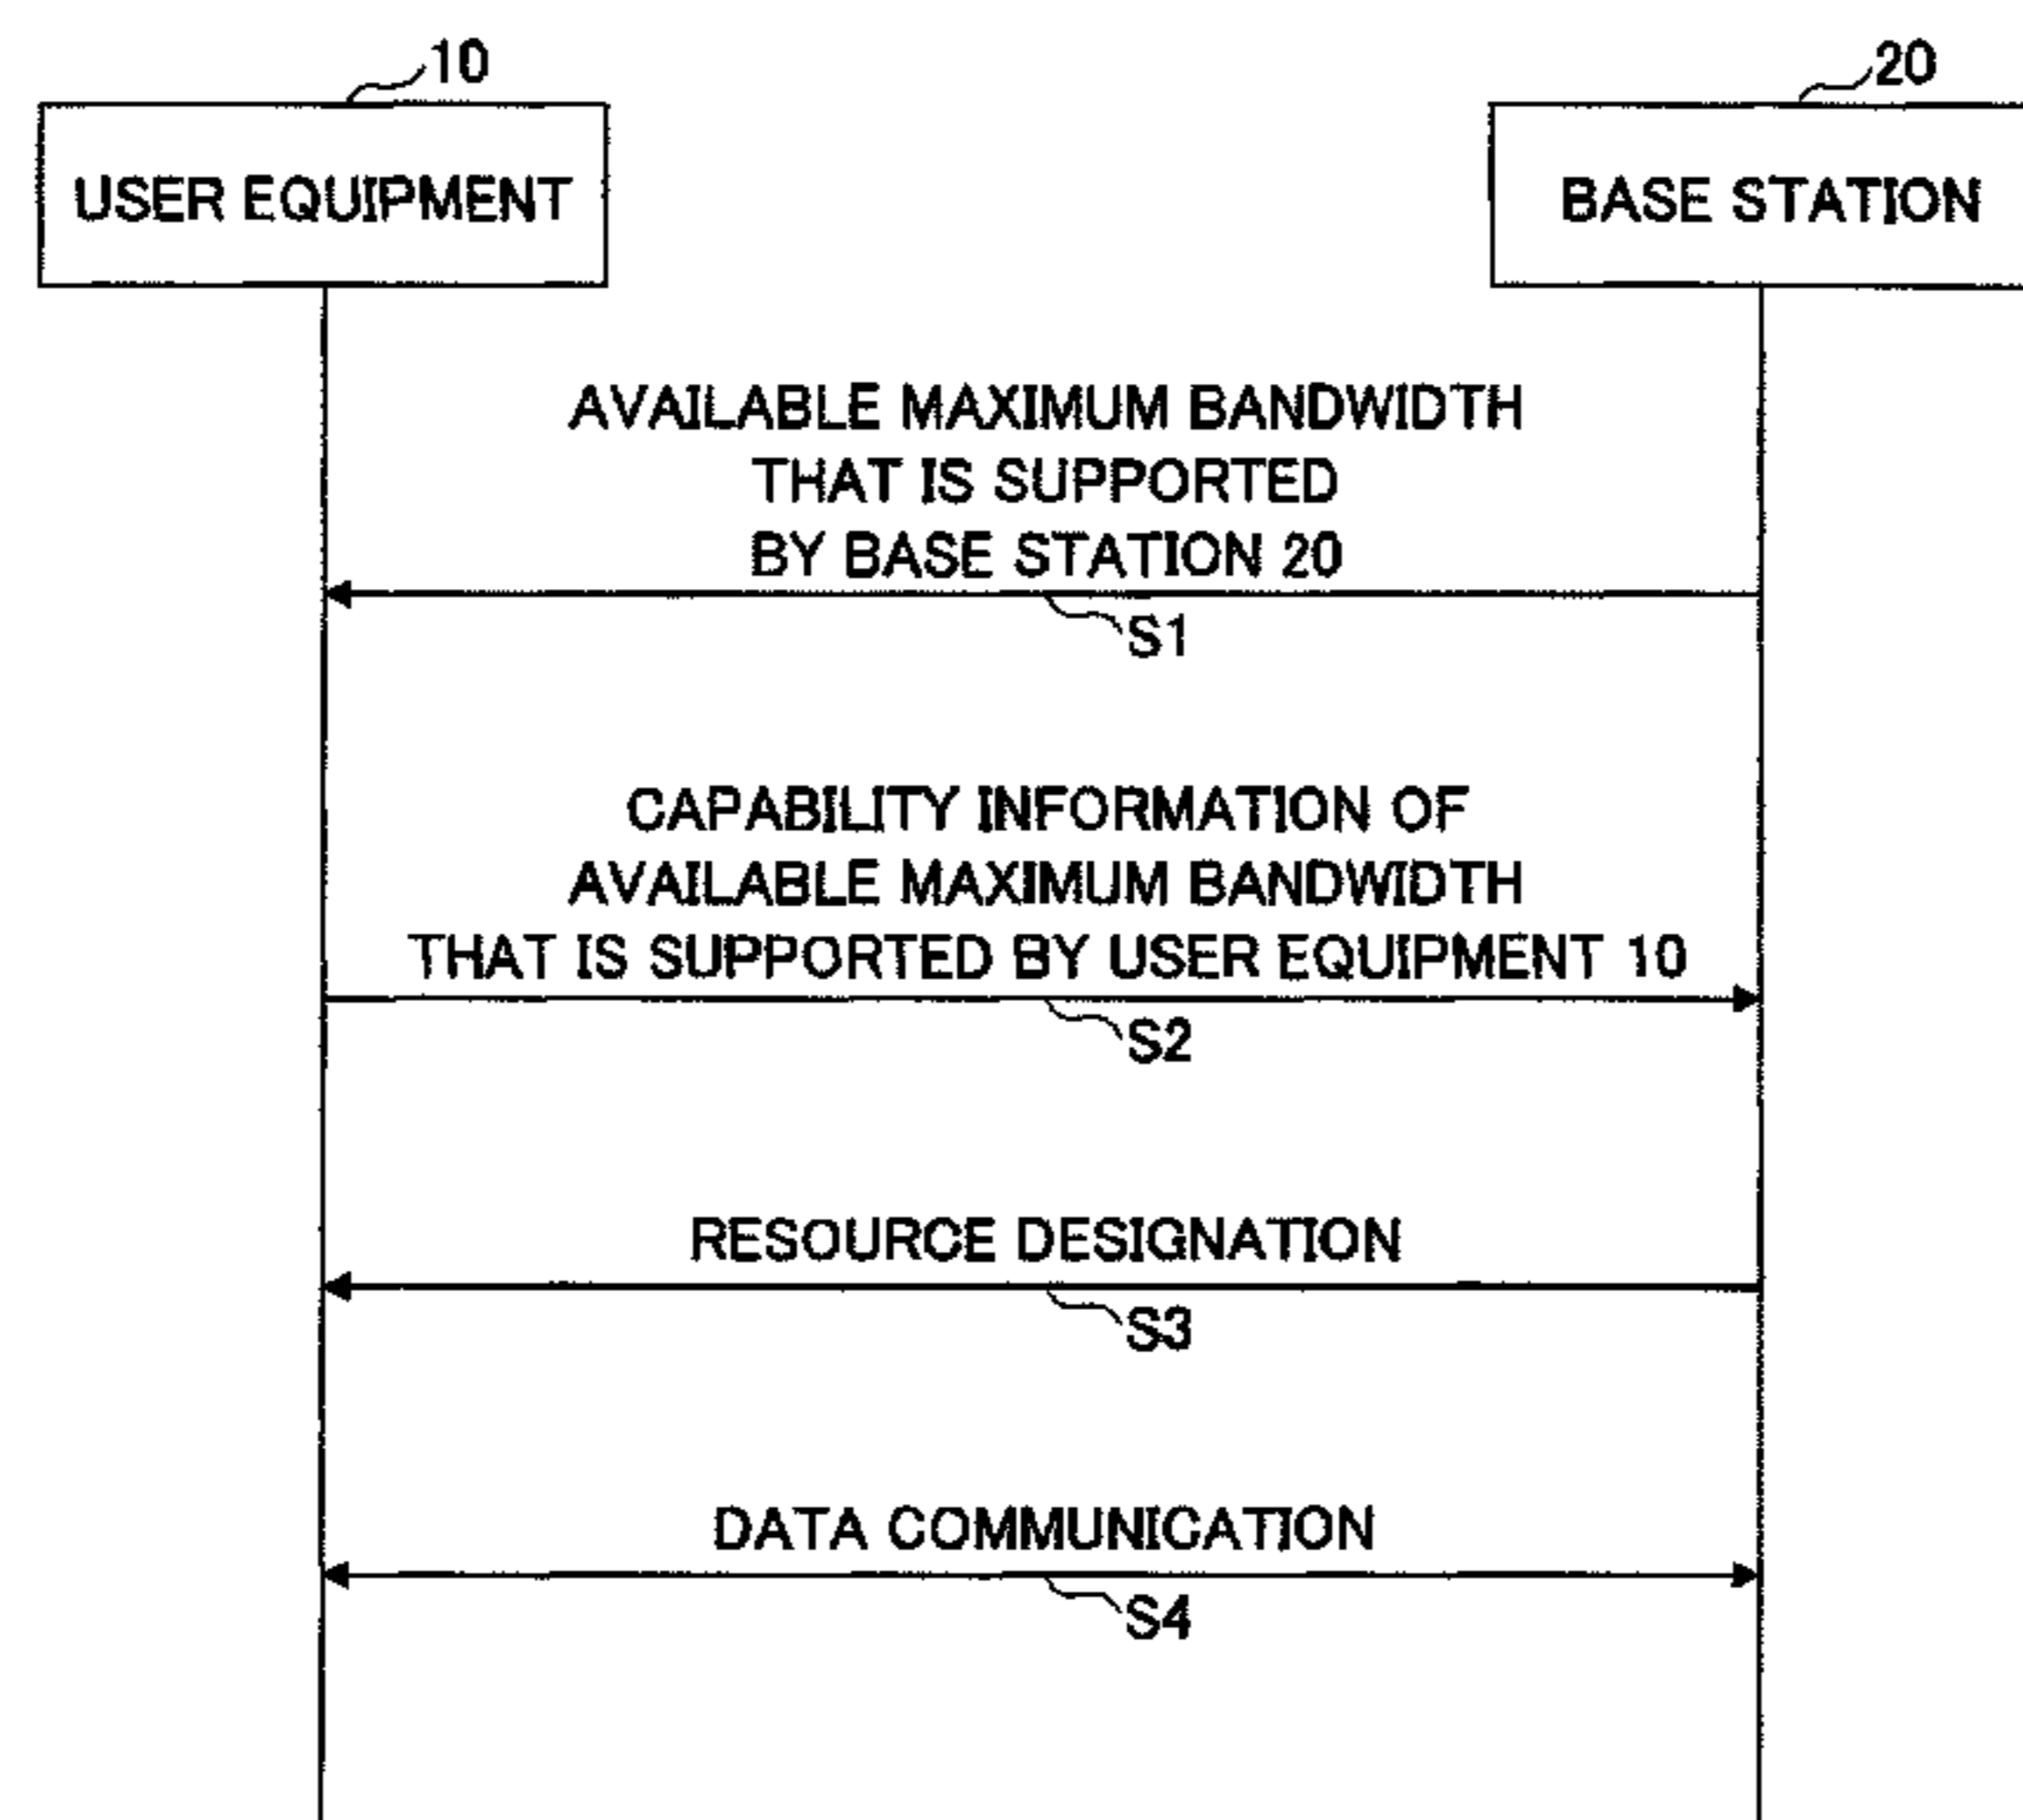 10
20
USER EQUIPMENT
BASE STATION
AVAILABLE MAXIMUM BANDWIDTH
THAT IS SUPPORTED
BY BASE STATION 20
S1
CAPABILITY INFORMATION OF
AVAILABLE MAXIMUM BANDWIDTH
THAT IS SUPPORTED BY USER EQUIPMENT 10
S2
RESOURCE DESIGNATION
S3
DATA COMMUNICATION
S4